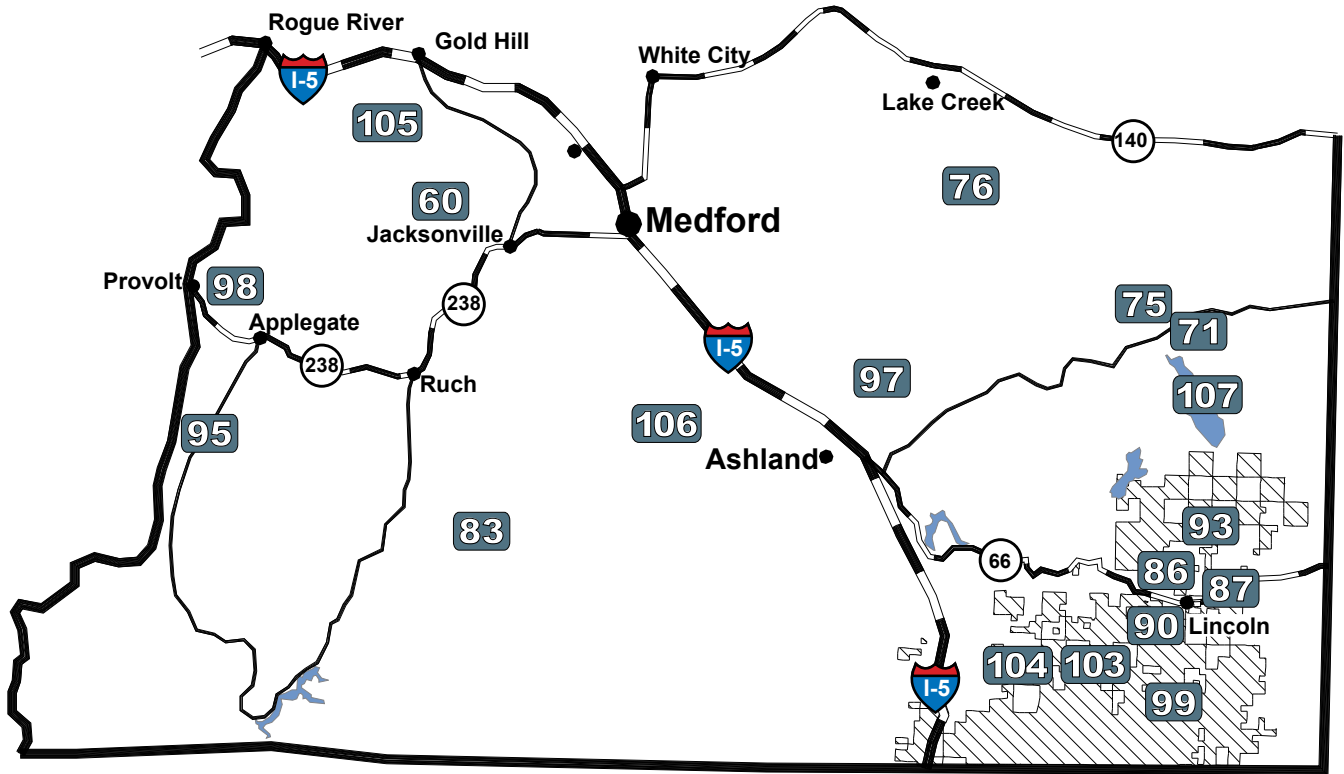 Rogue River
Gold Hill
I-5
White City
Lake Creek
105
140
76
60
Medford
Jacksonville
Provolt
98
238
75
Applegate
71
I-5
238
Ruch
97
107
95
106
Ashland
83
93
66
86
87
90
Lincoln
104
103
I-5
99